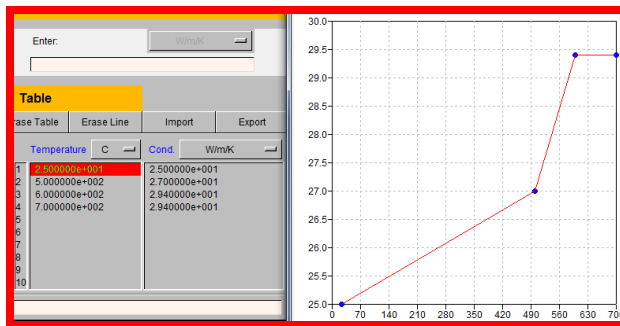 Enter:
W/m/K
Table
rase Table
Erase Line
Import
Export
Temperature
C
Cond.
W/m/K
1 2.500000e+001 2.500000e+001
2 5.000000e+002 2.700000e+001
3 6.000000e+002 2.940000e+001
4 7.000000e+002 2.940000e+001
5
6
7
8
9
10
30.0
29.5
29.0
28.5
28.0
27.5
27.0
26.5
26.0
25.5
25.0
0 70 140 210 280 350 420 490 560 630 700